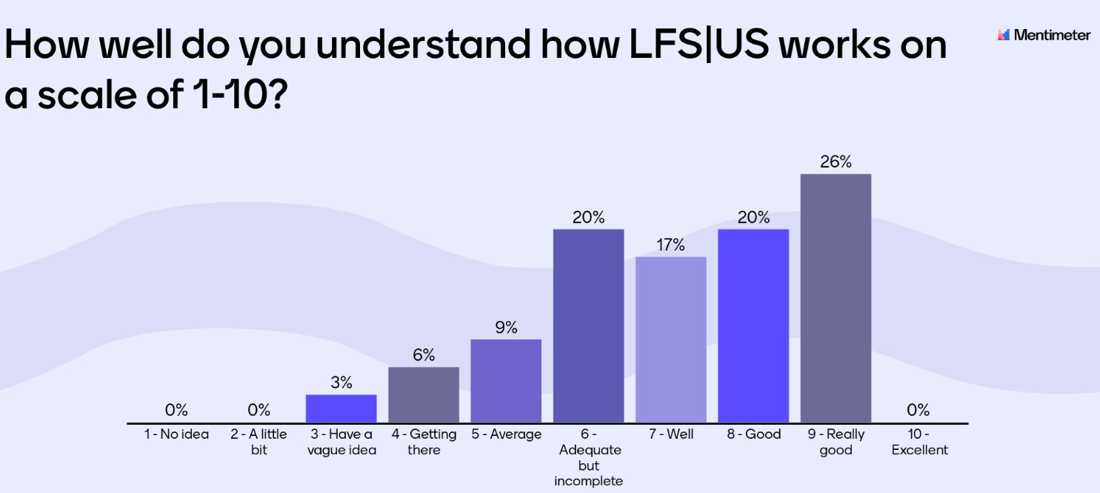 How well do you understand how LFS|US works on
a scale of 1-10?
Mentimeter
0%
0%
3%
6%
9%
20%
17%
20%
26%
0%
1 - No idea
2 - A little
bit
3 - Have a
vague idea
4 - Getting
there
5 - Average
6 -
Adequate
but
incomplete
7 - Well
8 - Good
9 - Really
good
10 -
Excellent